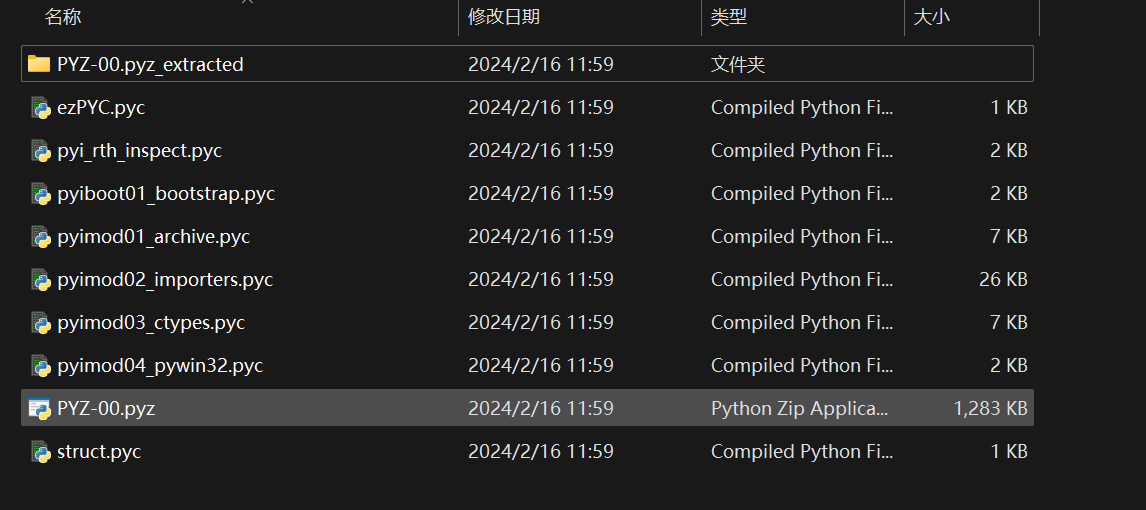 名称 修改日期 类型 大小
PYZ-00.pyz_extracted 2024/2/16 11:59 文件夹
ezPYC.pyc 2024/2/16 11:59 Compiled Python Fi... 1 KB
pyi_rth_inspect.pyc 2024/2/16 11:59 Compiled Python Fi... 2 KB
pyiboot01_bootstrap.pyc 2024/2/16 11:59 Compiled Python Fi... 2 KB
pyimod01_archive.pyc 2024/2/16 11:59 Compiled Python Fi... 7 KB
pyimod02_importers.pyc 2024/2/16 11:59 Compiled Python Fi... 26 KB
pyimod03_ctypes.pyc 2024/2/16 11:59 Compiled Python Fi... 7 KB
pyimod04_pywin32.pyc 2024/2/16 11:59 Compiled Python Fi... 2 KB
PYZ-00.pyz 2024/2/16 11:59 Python Zip Applica... 1,283 KB
struct.pyc 2024/2/16 11:59 Compiled Python Fi... 1 KB